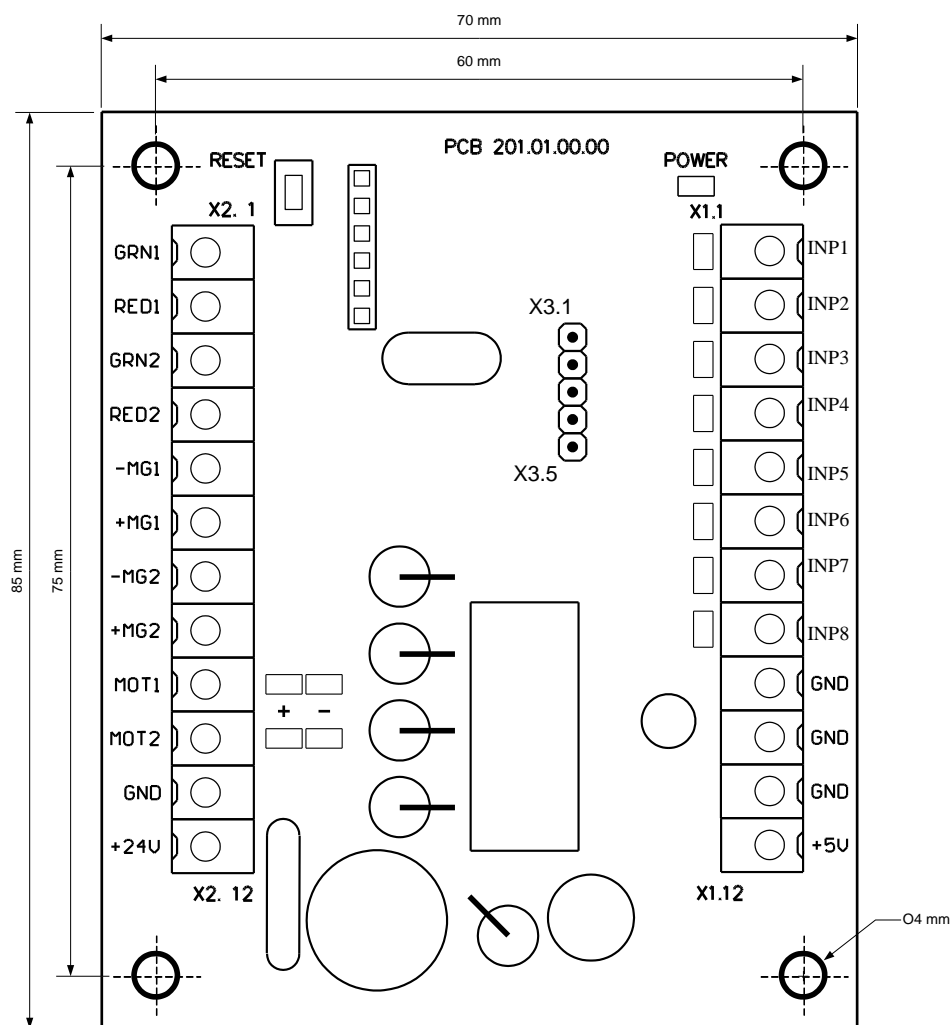 70 mm
60 mm
PCB 201.01.00.00
RESET
POWER
X2. 1
X1.1
GRN1
INP1
RED1
INP2
X3.1
GRN2
INP3
RED2
INP4
-MG1
INP5
X3.5
+MG1
INP6
-MG2
INP7
+MG2
INP8
MOT1
GND
+ -
MOT2
GND
GND
GND
+24V
+5V
X2. 12
X1.12
O4 mm
85 mm
75 mm